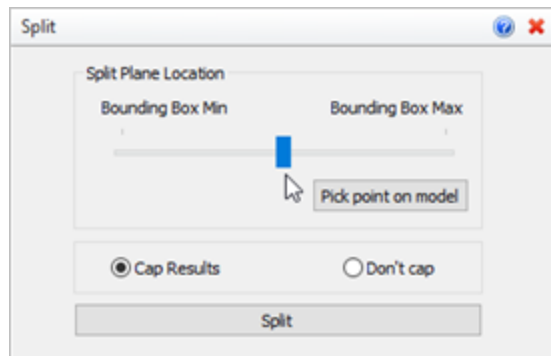 Split
Split Plane Location
Bounding Box Min Bounding Box Max
Pick point on model
Cap Results Don't cap
Split